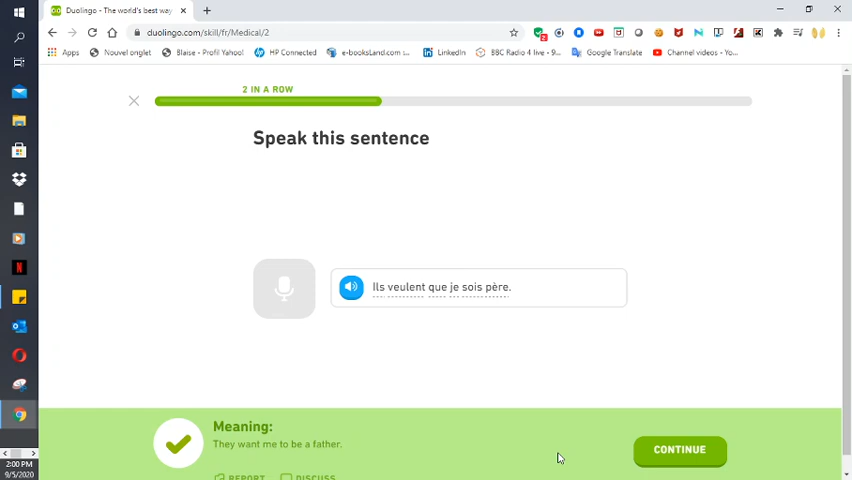 Duolingo - The world's best way
duolingo.com/skill/fr/Medical/2
Apps
Nouvel onglet
Blaise - Profil Yahoo!
HP Connected
e-booksLand.com :...
LinkedIn
BBC Radio 4 live - 9...
Google Translate
Channel videos - Yo...
2 IN A ROW
Speak this sentence
Ils veulent que je sois père.
Meaning:
They want me to be a father.
CONTINUE
REPORT
DISCUSS
2:00 PM
9/5/2020